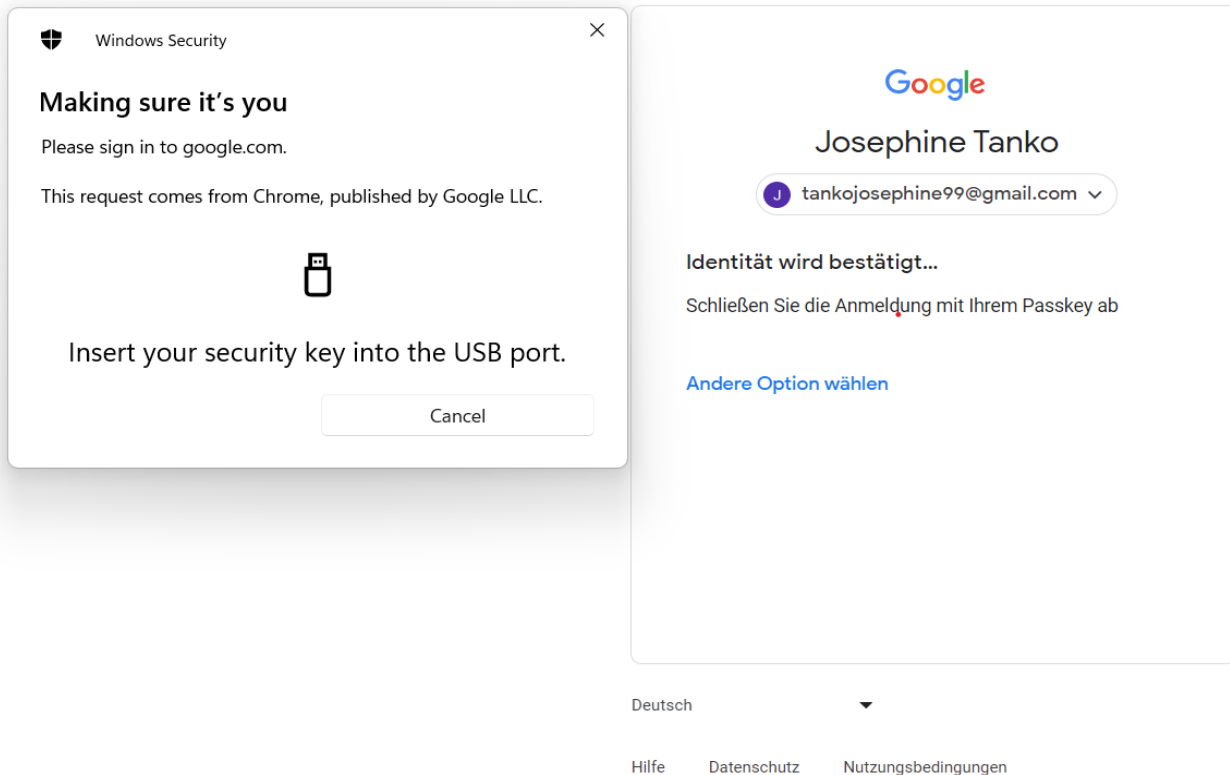 Windows Security
Making sure it's you
Please sign in to google.com.
This request comes from Chrome, published by Google LLC.
Insert your security key into the USB port.
Cancel
Google
Josephine Tanko
J tankojosephine99@gmail.com
Identität wird bestätigt...
Schließen Sie die Anmeldung mit Ihrem Passkey ab
Andere Option wählen
Deutsch
Hilfe Datenschutz Nutzungsbedingungen